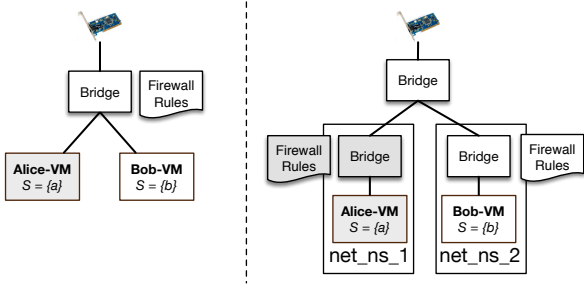 Bridge
Firewall
Rules
Alice-VM
S = {a}
Bob-VM
S = {b}
Bridge
Firewall
Rules
Bridge
Bridge
Firewall
Rules
Alice-VM
S = {a}
Bob-VM
S = {b}
net_ns_1
net_ns_2